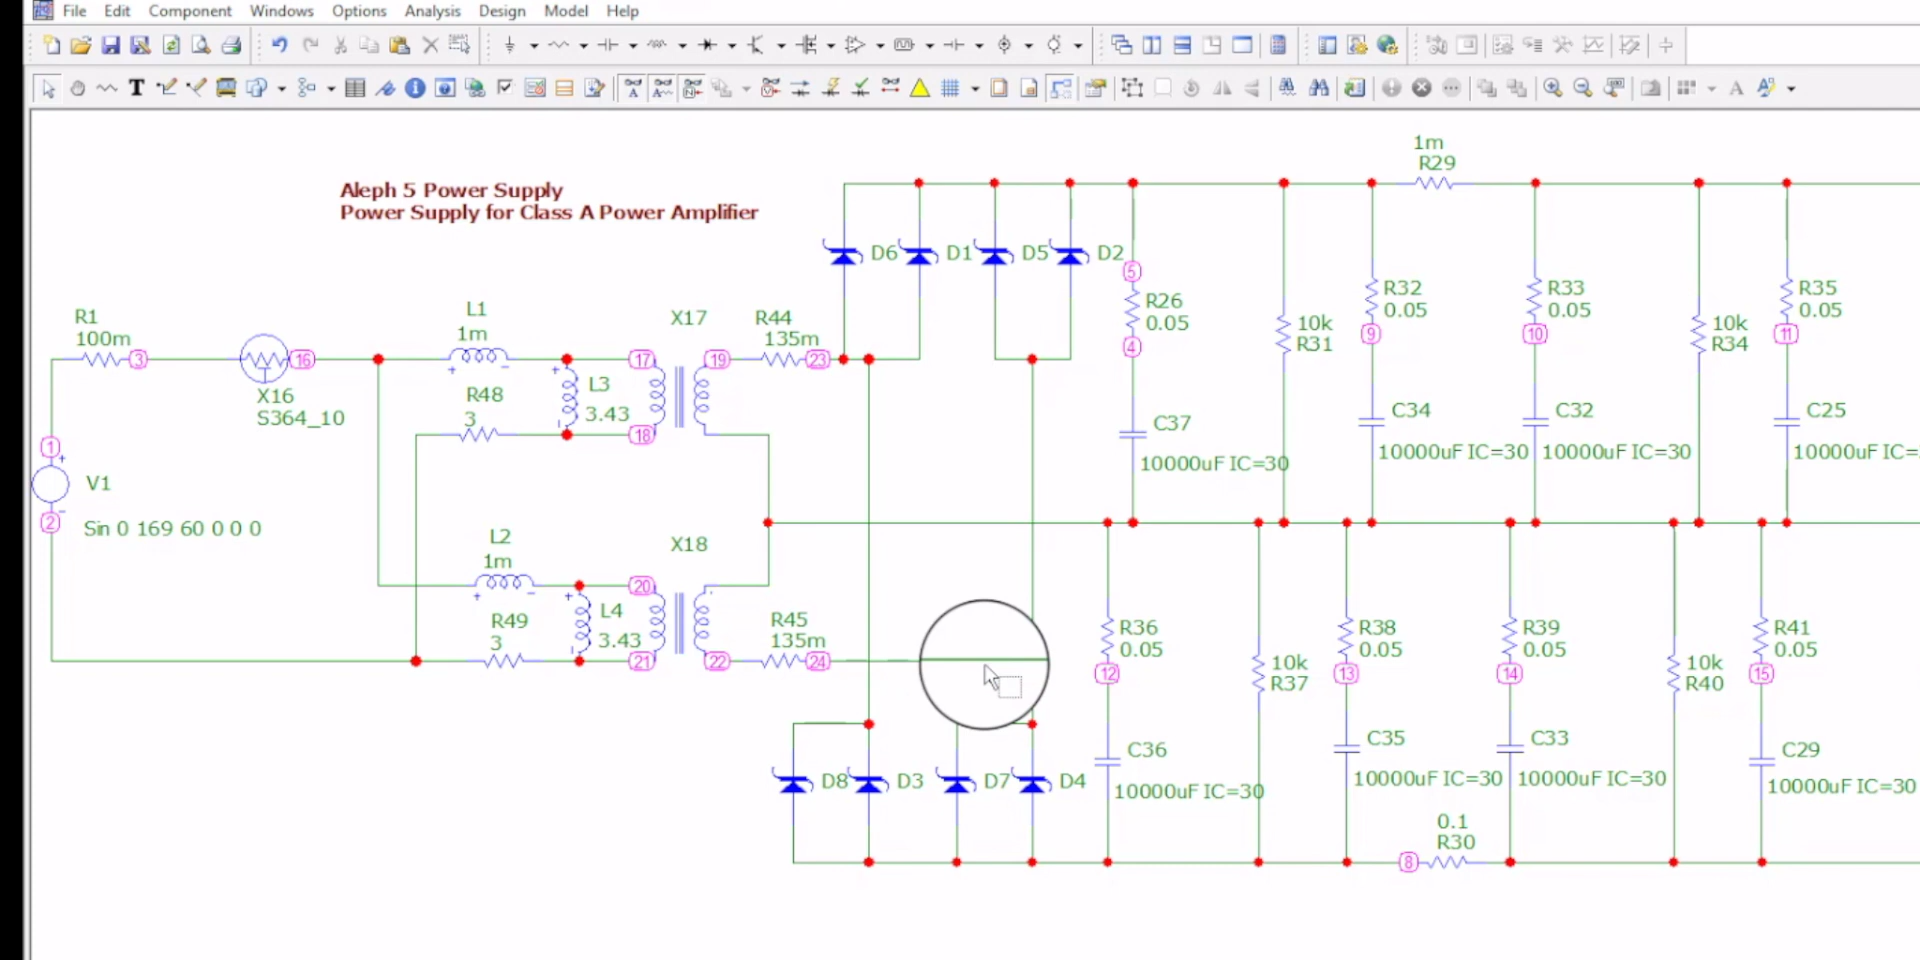 File Edit Component Windows Options Analysis Design Model Help
Aleph 5 Power Supply
Power Supply for Class A Power Amplifier
1m
R29
D6 D1 D5 D2
5
R26
0.05
4
C37
10000uF IC=30
10k
R31
R32
0.05
9
C34
10000uF IC=30
R33
0.05
10
C32
10000uF IC=30
10k
R34
R35
0.05
11
C25
10000uF IC=
R1
100m
3
16
X16
S364_10
L1
1m
R48
3
L3
3.43
17
18
X17
19
R44
135m
23
1
V1
2
Sin 0 169 60 0 0 0
L2
1m
R49
3
L4
3.43
20
21
X18
22
R45
135m
24
D8 D3 D7 D4
R36
0.05
12
C36
10000uF IC=30
10k
R37
R38
0.05
13
C35
10000uF IC=30
R39
0.05
14
C33
10000uF IC=30
10k
R40
R41
0.05
15
C29
10000uF IC=30
0.1
R30
8